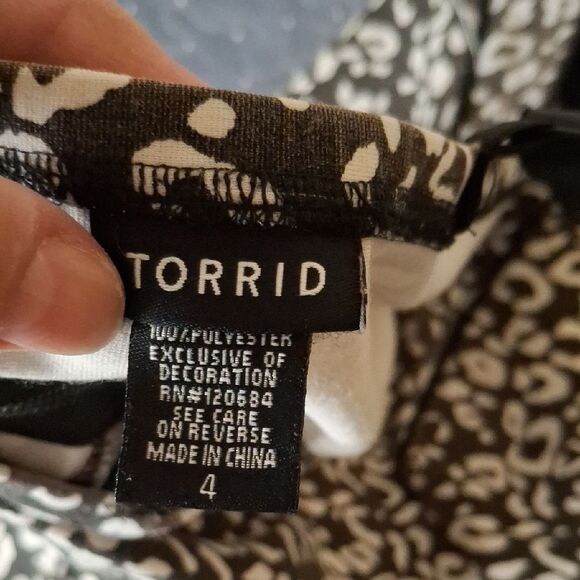 TORRID
100% POLYESTER
EXCLUSIVE OF
DECORATION
RN#120684
SEE CARE
ON REVERSE
MADE IN CHINA
4